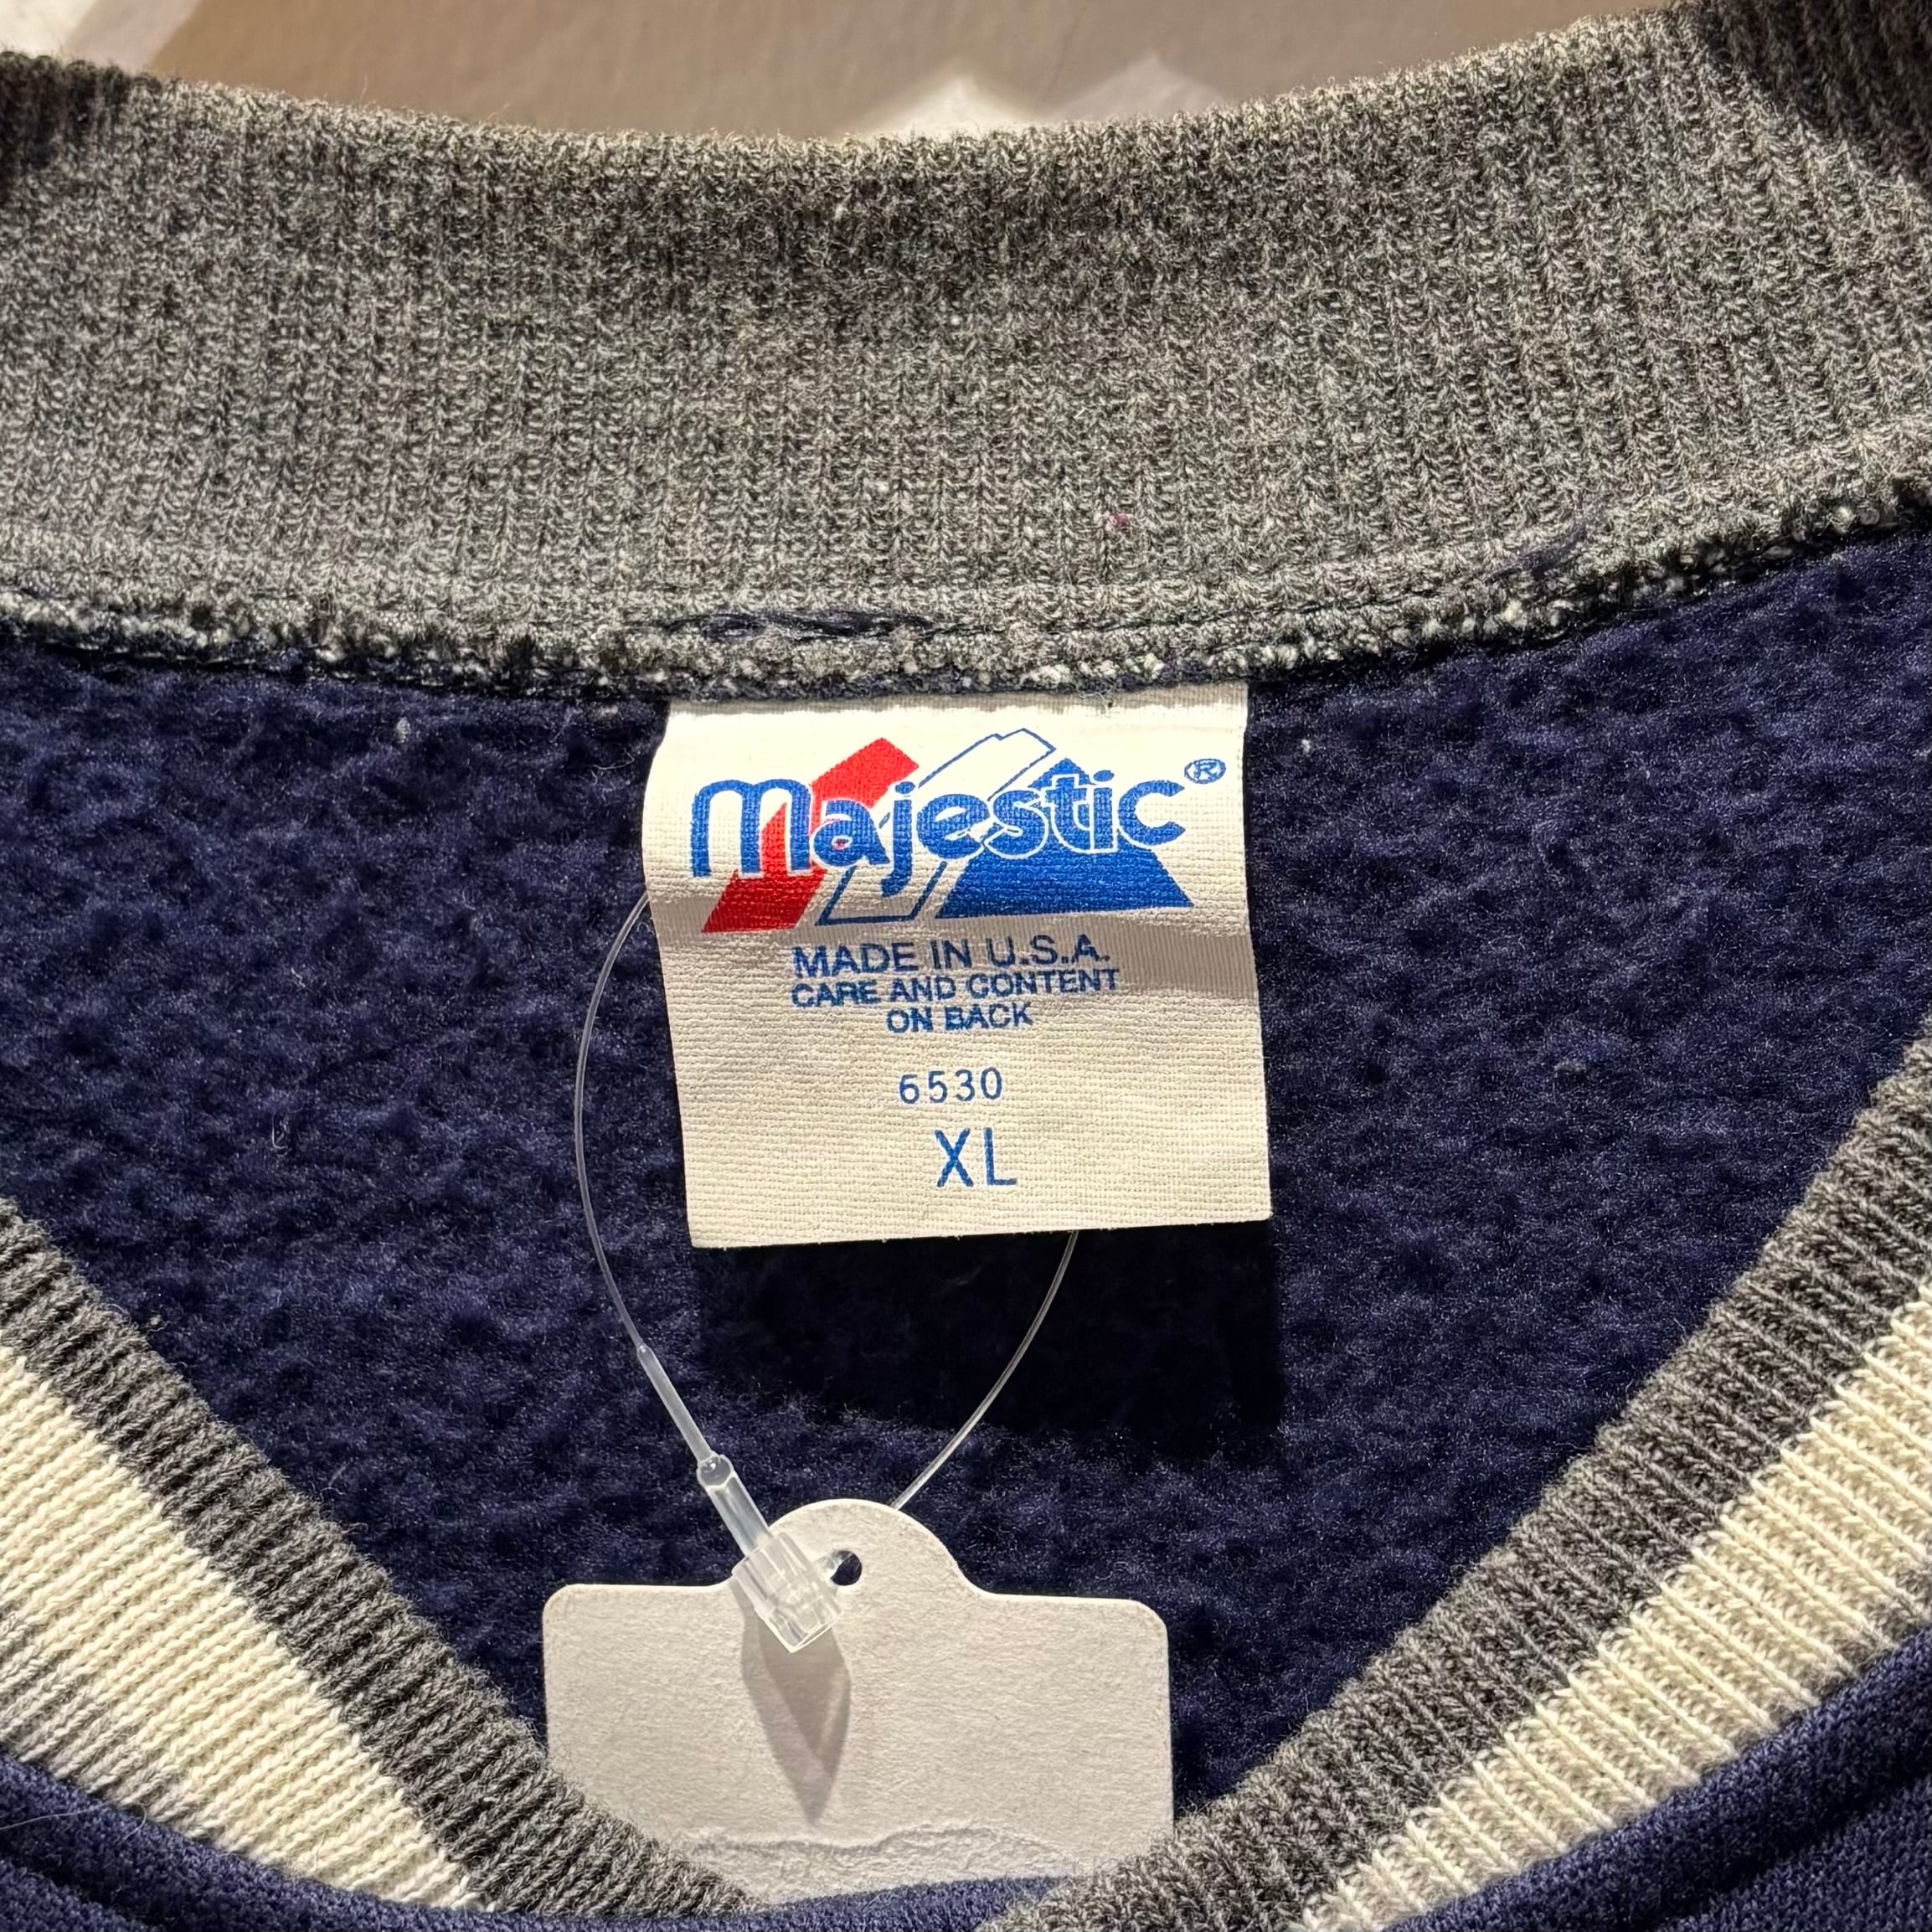 Majestic®
MADE IN U.S.A.
CARE AND CONTENT
ON BACK
6530
XL